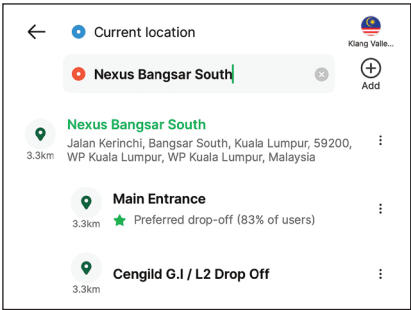 Current location
Klang Valle...
Nexus Bangsar South
Add
Nexus Bangsar South
Jalan Kerinchi, Bangsar South, Kuala Lumpur, 59200,
WP Kuala Lumpur, WP Kuala Lumpur, Malaysia
3.3km
Main Entrance
Preferred drop-off (83% of users)
3.3km
Cengild G.I / L2 Drop Off
3.3km